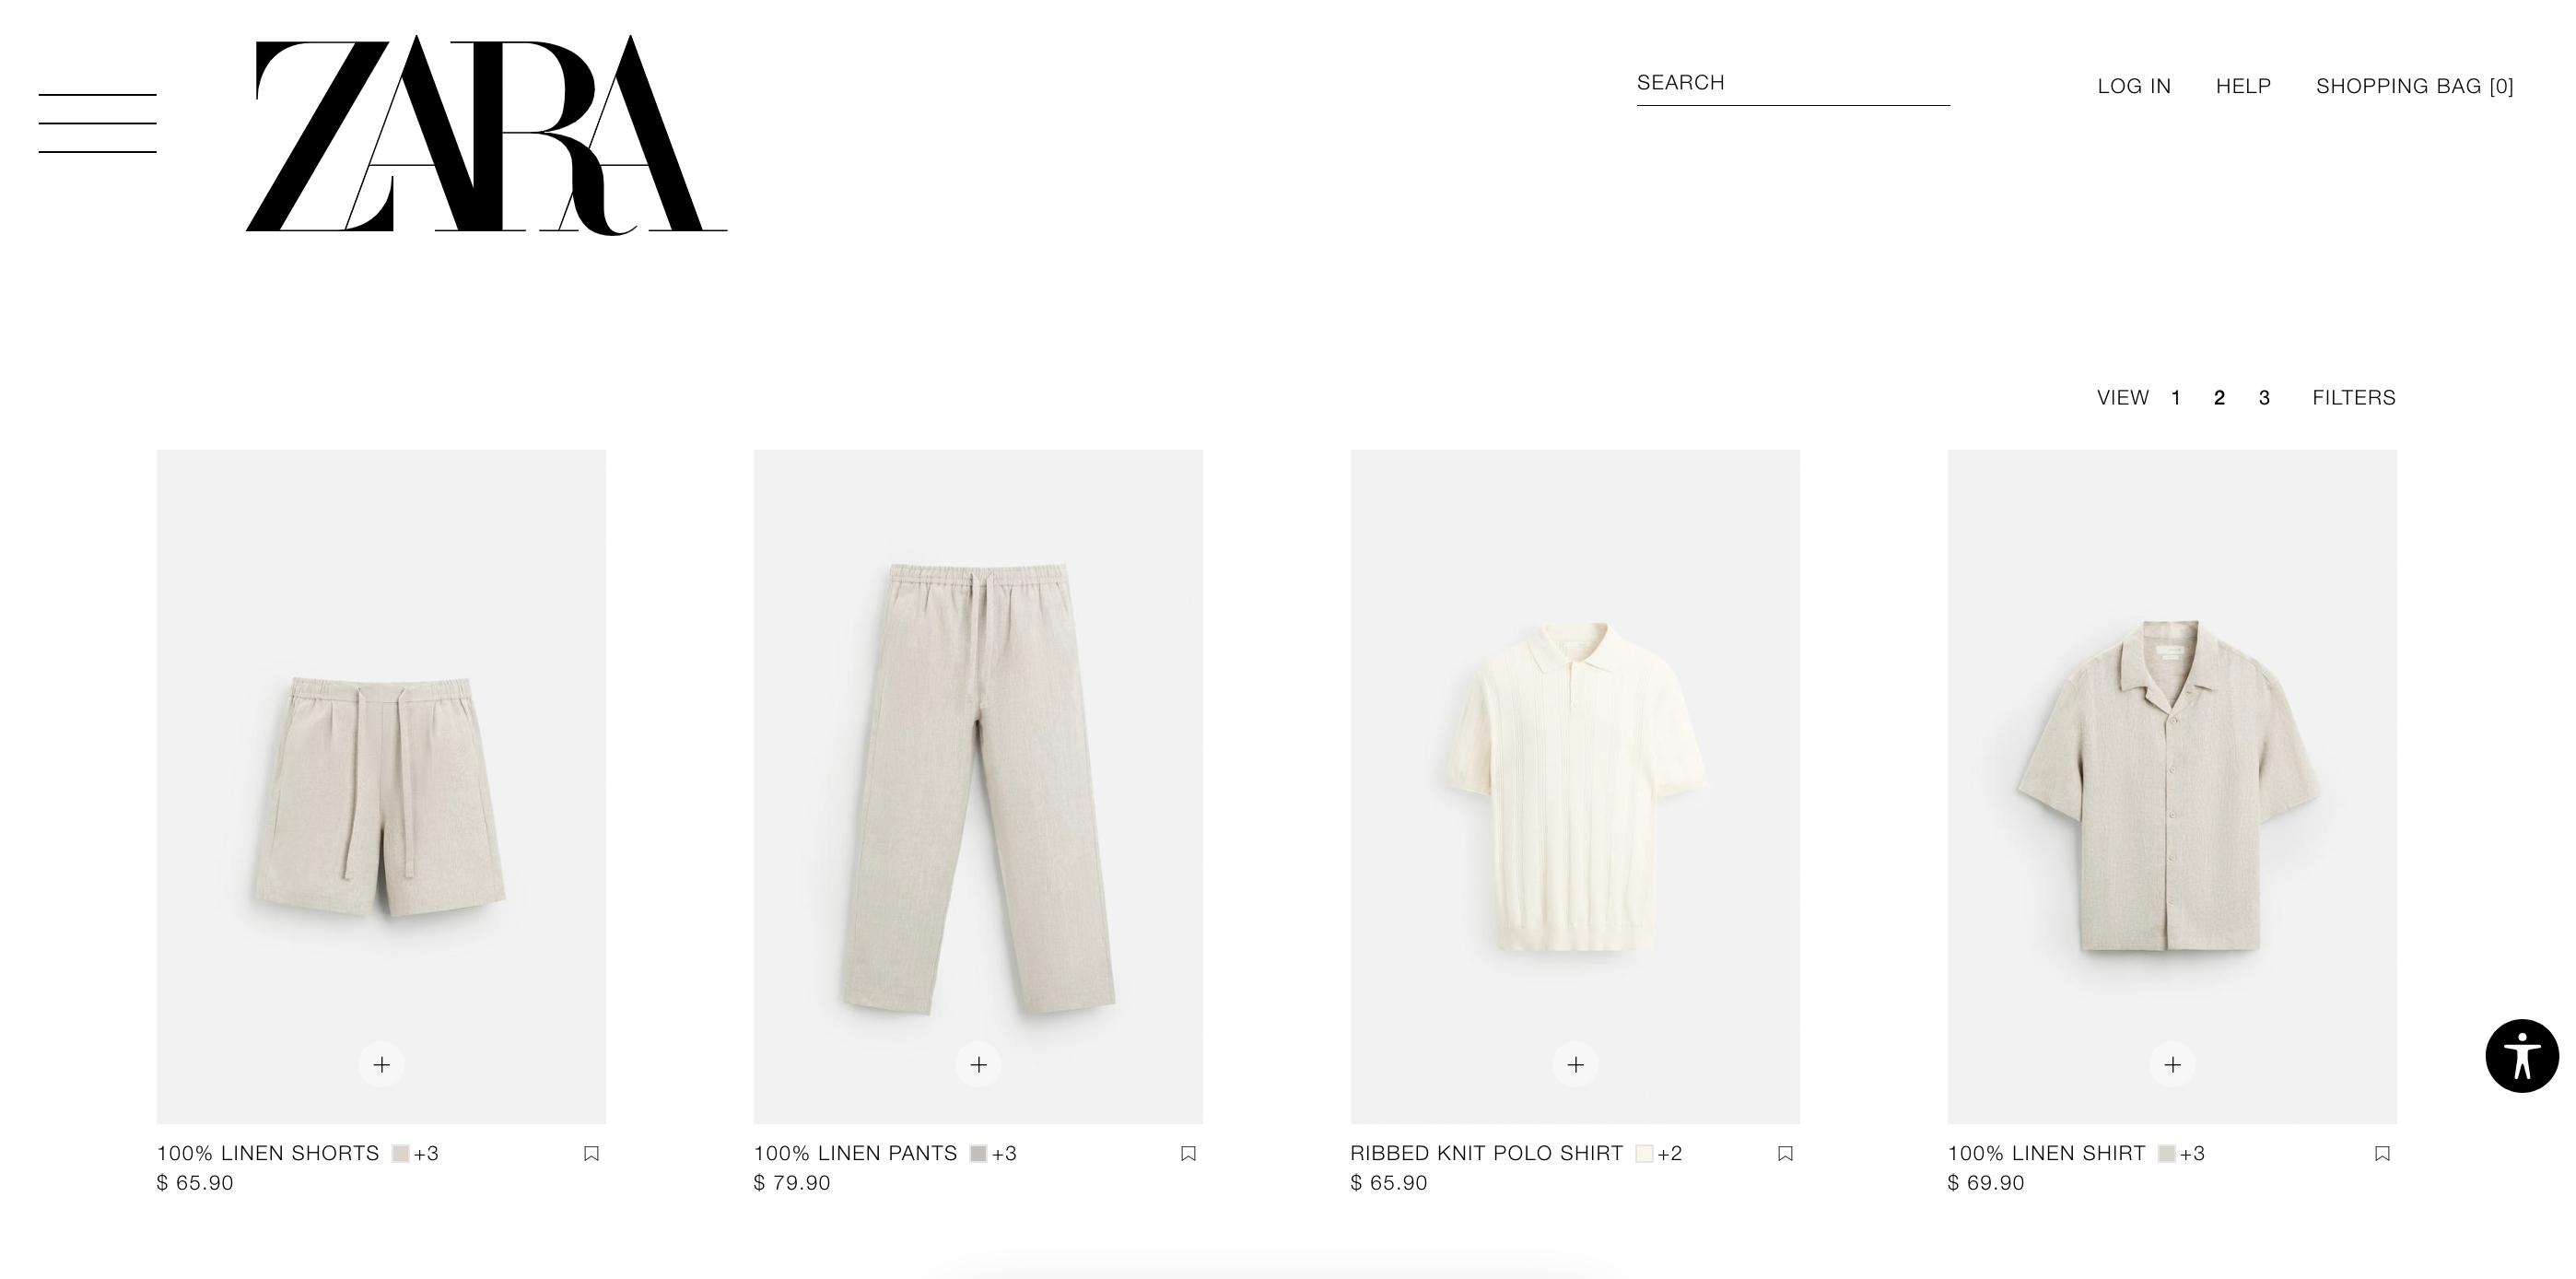 ZARA
SEARCH
LOG IN HELP SHOPPING BAG [0]
VIEW 1 2 3 FILTERS
100% LINEN SHORTS +3
$ 65.90
100% LINEN PANTS +3
$ 79.90
RIBBED KNIT POLO SHIRT +2
$ 65.90
100% LINEN SHIRT +3
$ 69.90